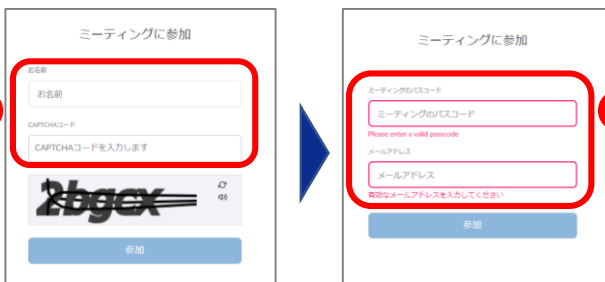 ミーティングに参加
お名前
お名前
CAPTCHAコード
CAPTCHAコードを入力します
2bgcx
参加
ミーティングに参加
ミーティングのパスコード
ミーティングのパスコード
Please enter a valid passcode
メールアドレス
メールアドレス
有効なメールアドレスを入力してください
参加